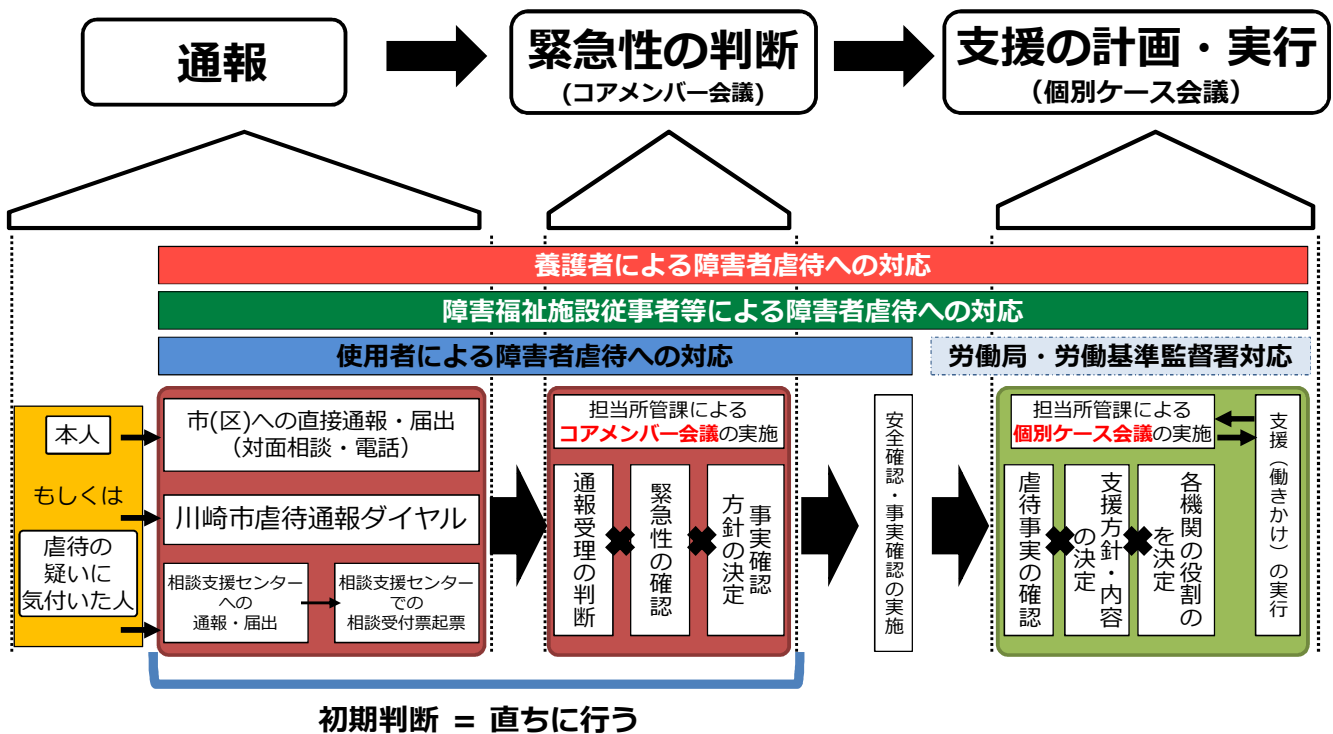 通報
緊急性の判断
(コアメンバー会議)
支援の計画・実行
（個別ケース会議）
養護者による障害者虐待への対応
障害福祉施設従事者等による障害者虐待への対応
使用者による障害者虐待への対応
労働局・労働基準監督署対応
本人
もしくは
虐待の
疑いに
気付いた人
市(区)への直接通報・届出
（対面相談・電話）
川崎市虐待通報ダイヤル
相談支援センター
への
通報・届出
相談支援センター
での
相談受付票起票
担当所管課による
コアメンバー会議の実施
通報受理の判断
緊急性の確認
事実確認
方針の決定
安全確認・事実確認の実施
担当所管課による
個別ケース会議の実施
虐待事実の確認
支援方針・内容
の決定
各機関の役割の
を決定
支援（働きかけ）の実行
初期判断 = 直ちに行う